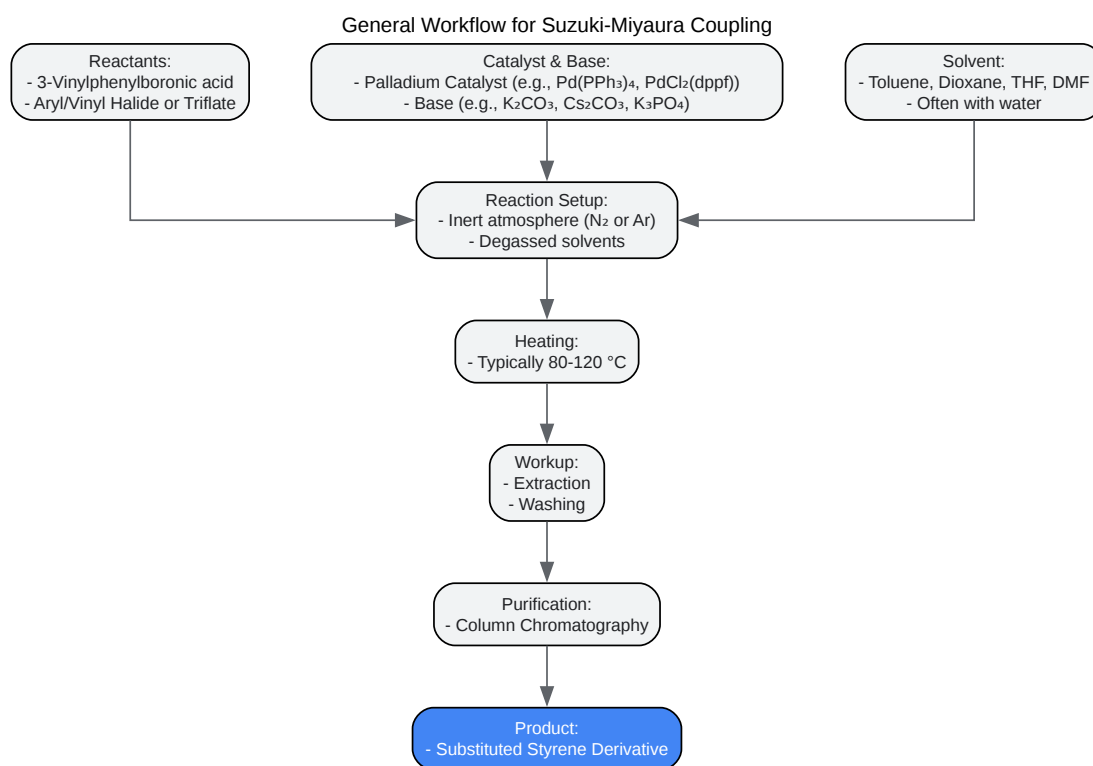 General Workflow for Suzuki-Miyaura Coupling
Reactants:
- 3-Vinylphenylboronic acid
- Aryl/Vinyl Halide or Triflate
Catalyst & Base:
- Palladium Catalyst (e.g., Pd(PPh₃)₄, PdCl₂(dppf))
- Base (e.g., K₂CO₃, Cs₂CO₃, K₃PO₄)
Solvent:
- Toluene, Dioxane, THF, DMF
- Often with water
Reaction Setup:
- Inert atmosphere (N₂ or Ar)
- Degassed solvents
Heating:
- Typically 80-120 °C
Workup:
- Extraction
- Washing
Purification:
- Column Chromatography
Product:
- Substituted Styrene Derivative